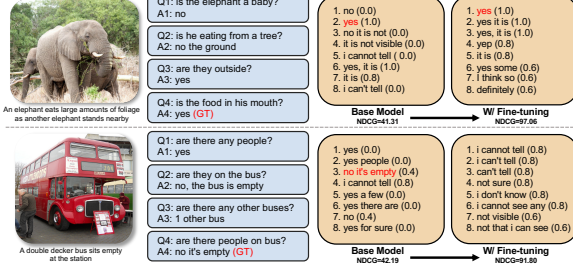 Q1: is the elephant a baby?
A1: no
Q2: is he eating from a tree?
A2: no the ground
Q3: are they outside?
A3: yes
Q4: is the food in his mouth?
A4: yes (GT)
An elephant eats large amounts of foliage
as another elephant stands nearby
1. no (0.0)
2. yes (1.0)
3. no it is not (0.0)
4. it is not visible (0.0)
5. i cannot tell ( 0.0)
6. yes, it is (1.0)
7. it is (0.8)
8. i can't tell (0.0)
Base Model
NDCG=41.31
1. yes (1.0)
2. yes it is (1.0)
3. yes, it is (1.0)
4. yep (0.8)
5. it is (0.8)
6. yes some (0.6)
7. I think so (0.6)
8. definitely (0.6)
W/ Fine-tuning
NDCG=97.06
Q1: are there any people?
A1: yes
Q2: are they on the bus?
A2: no, the bus is empty
Q3: are there any other buses?
A3: 1 other bus
Q4: are there people on bus?
A4: no it's empty (GT)
A double decker bus sits empty
at the station
1. yes (0.0)
2. yes people (0.0)
3. no it's empty (0.4)
4. i cannot tell (0.8)
5. yes a few (0.0)
6. yes there are (0.0)
7. no (0.4)
8. yes for sure (0.0)
Base Model
NDCG=42.19
1. i cannot tell (0.8)
2. i can't tell (0.8)
3. can't tell (0.8)
4. not sure (0.8)
5. i don't know (0.8)
6. i cannot see any (0.8)
7. not visible (0.6)
8. not that i can see (0.6)
W/ Fine-tuning
NDCG=91.80